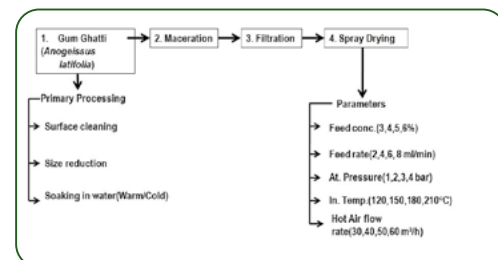 1. Gum Ghatti
(Anogeissus
latifolia)
2. Maceration
3. Filtration
4. Spray Drying
Primary Processing
Surface cleaning
Size reduction
Soaking in water(Warm/Cold)
Parameters
Feed conc.(3,4,5,6%)
Feed rate(2,4,6, 8 ml/min)
At. Pressure(1,2,3,4 bar)
In. Temp.(120,150,180,210°C)
Hot Air flow
rate(30,40,50,60 m³/h)